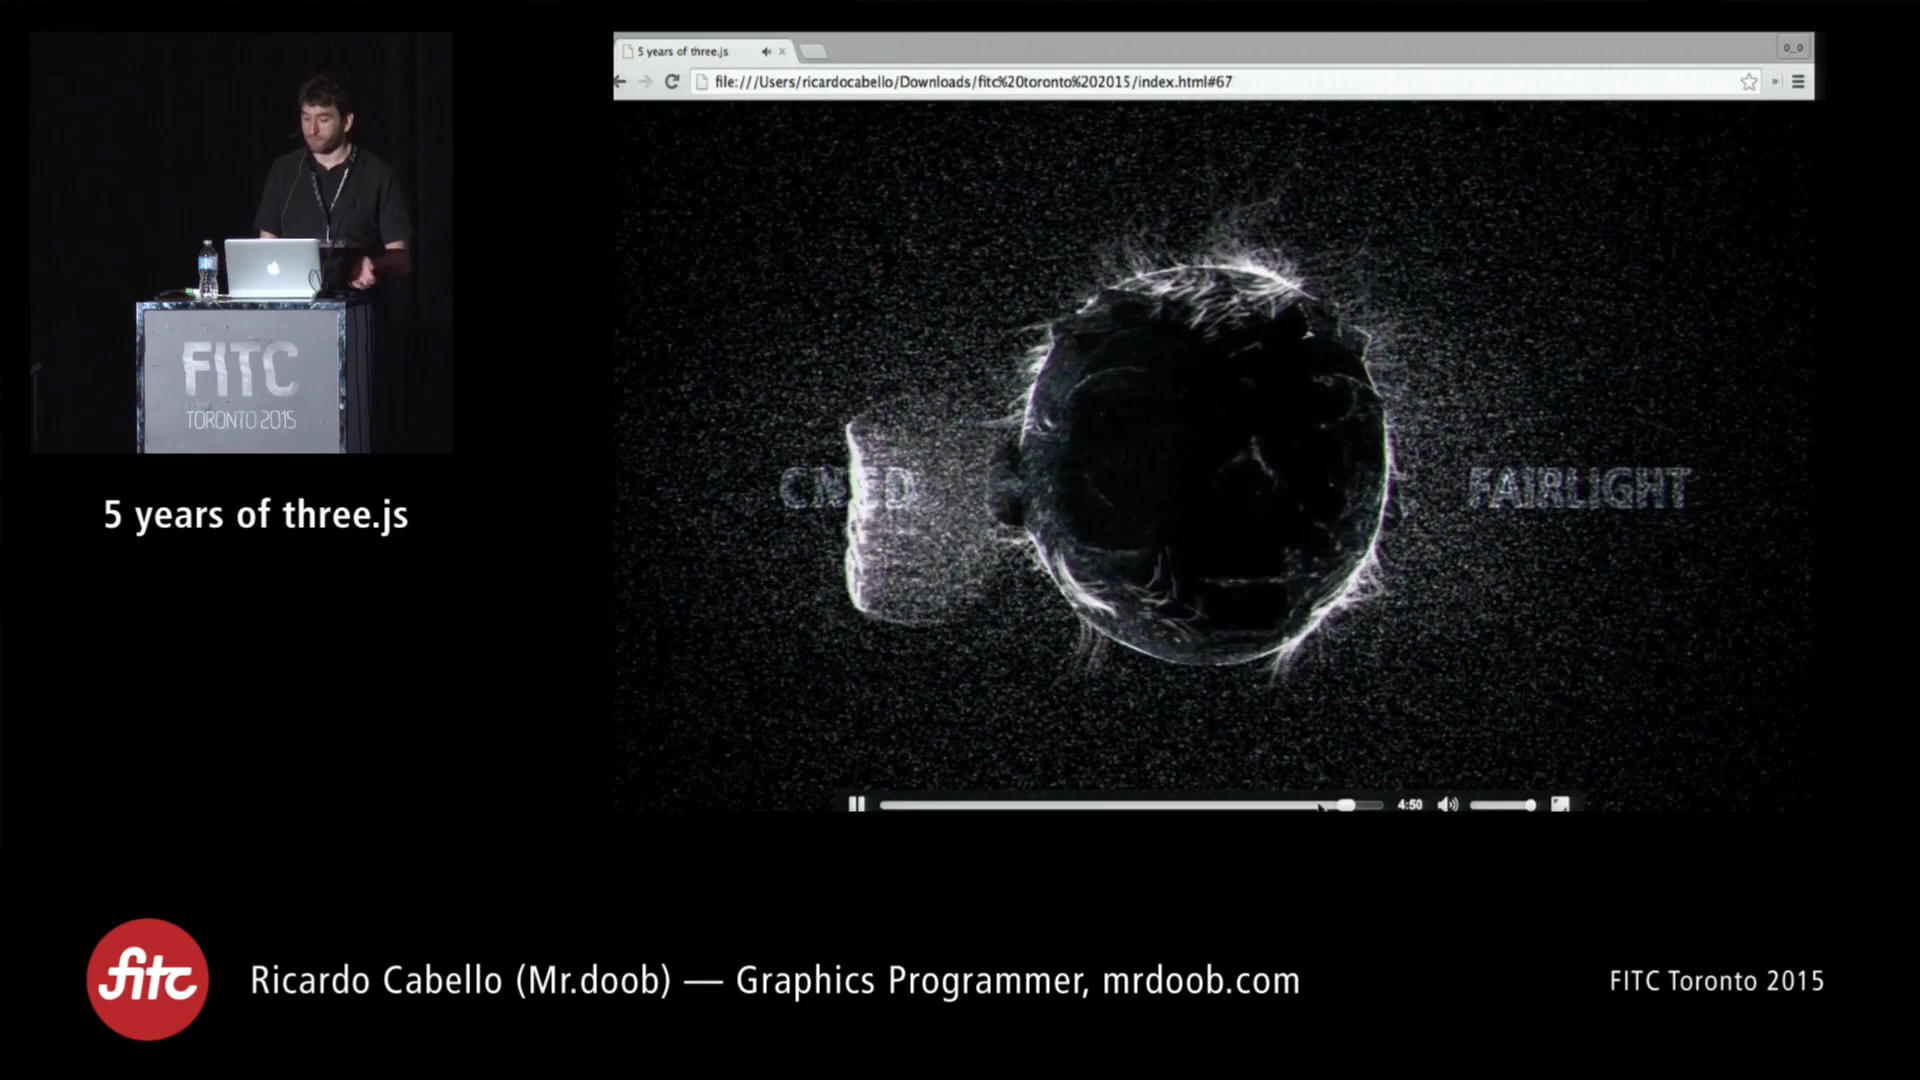 5 years of three.js
0_0
file:///Users/ricardocabello/Downloads/fitc%20toronto%202015/index.html#67
FITC
TORONTO 2015
CNCD
FAIRLIGHT
5 years of three.js
4:50
fitc
Ricardo Cabello (Mr.doob) — Graphics Programmer, mrdoob.com
FITC Toronto 2015